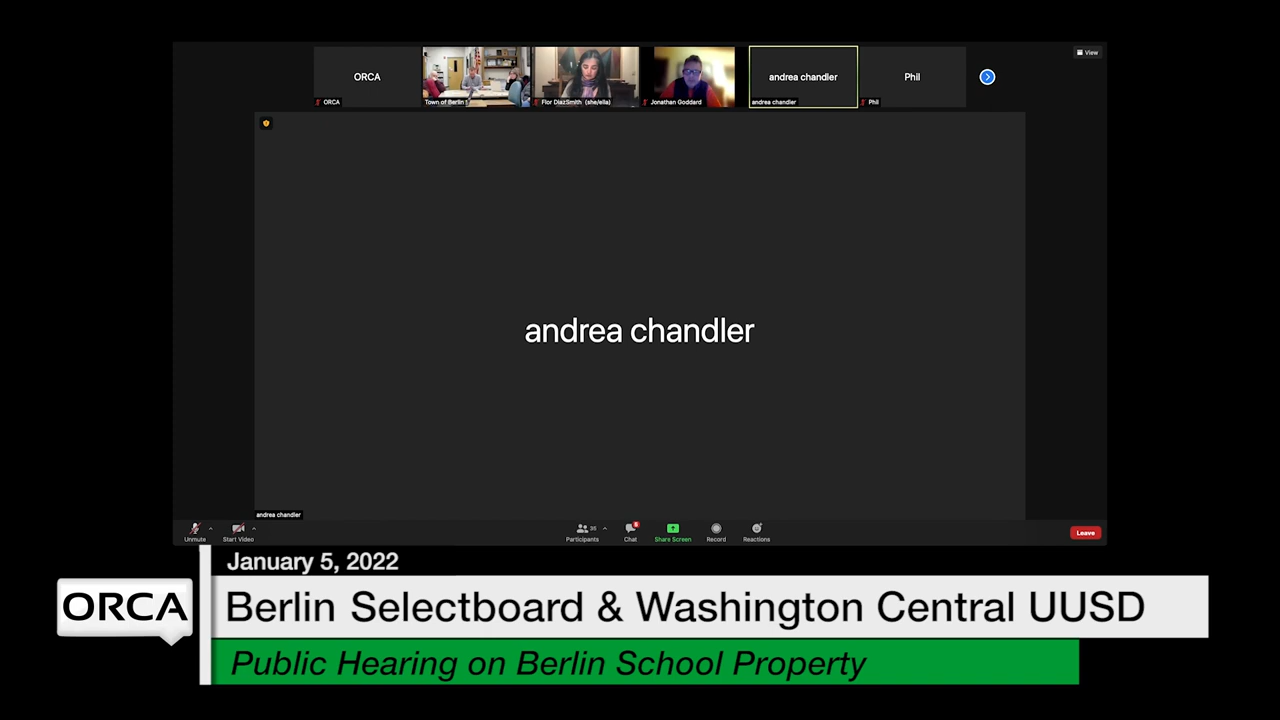 View
ORCA
andrea chandler
Phil
ORCA
Town of Berlin
Flor DiazSmith (she/ella)
Jonathan Goddard
andrea chandler
Phil
andrea chandler
andrea chandler
Unmute
Start Video
Participants
35
Chat
Share Screen
Record
Reactions
Leave
January 5, 2022
ORCA
Berlin Selectboard & Washington Central UUSD
Public Hearing on Berlin School Property